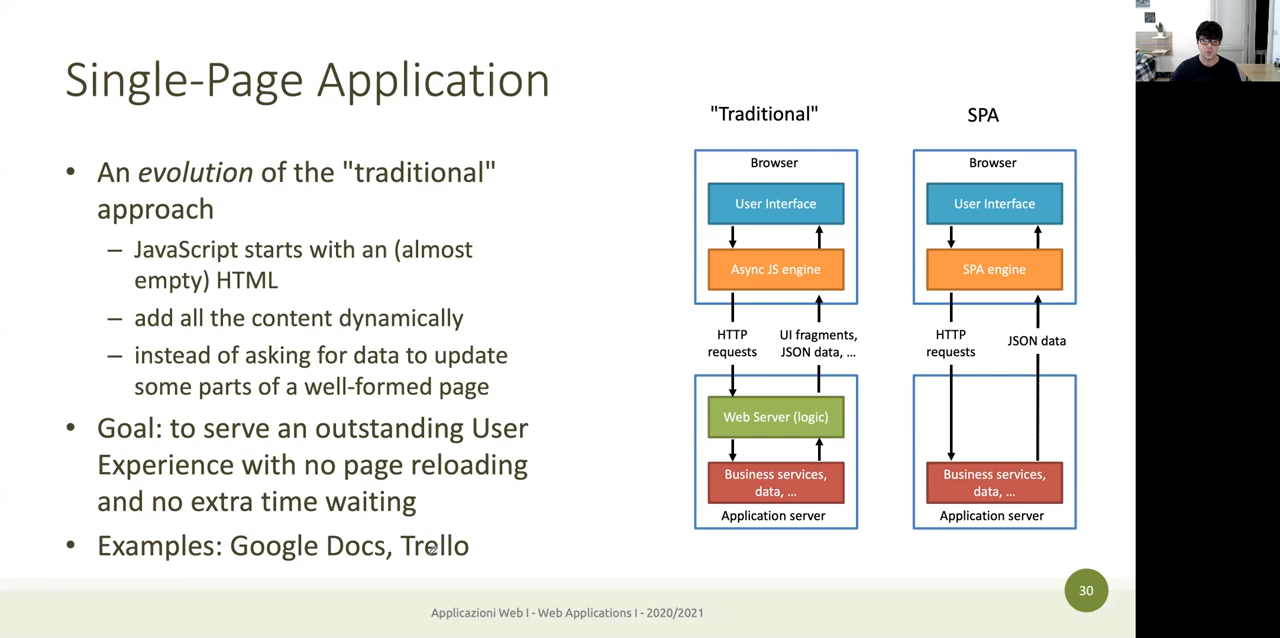 Single-Page Application
• An evolution of the "traditional"
approach
– JavaScript starts with an (almost
empty) HTML
– add all the content dynamically
– instead of asking for data to update
some parts of a well-formed page
• Goal: to serve an outstanding User
Experience with no page reloading
and no extra time waiting
• Examples: Google Docs, Trello
"Traditional"
Browser
User Interface
Async JS engine
HTTP
requests
UI fragments,
JSON data, ...
Web Server (logic)
Business services,
data, ...
Application server
SPA
Browser
User Interface
SPA engine
HTTP
requests
JSON data
Business services,
data, ...
Application server
Applicazioni Web I - Web Applications I - 2020/2021
30